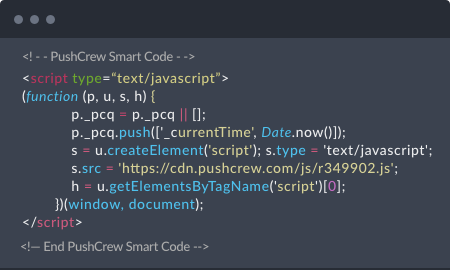 <! - - PushCrew Smart Code - ->
<script type=“text/javascript”>
(function (p, u, s, h) {
p._pcq = p._pcq || [];
p._pcq.push(['_currentTime', Date.now()]);
s = u.createElement('script'); s.type = 'text/javascript';
s.src = 'https://cdn.pushcrew.com/js/r349902.js';
h = u.getElementsByTagName('script')[0];
})(window, document);
</script>
<!— End PushCrew Smart Code -->